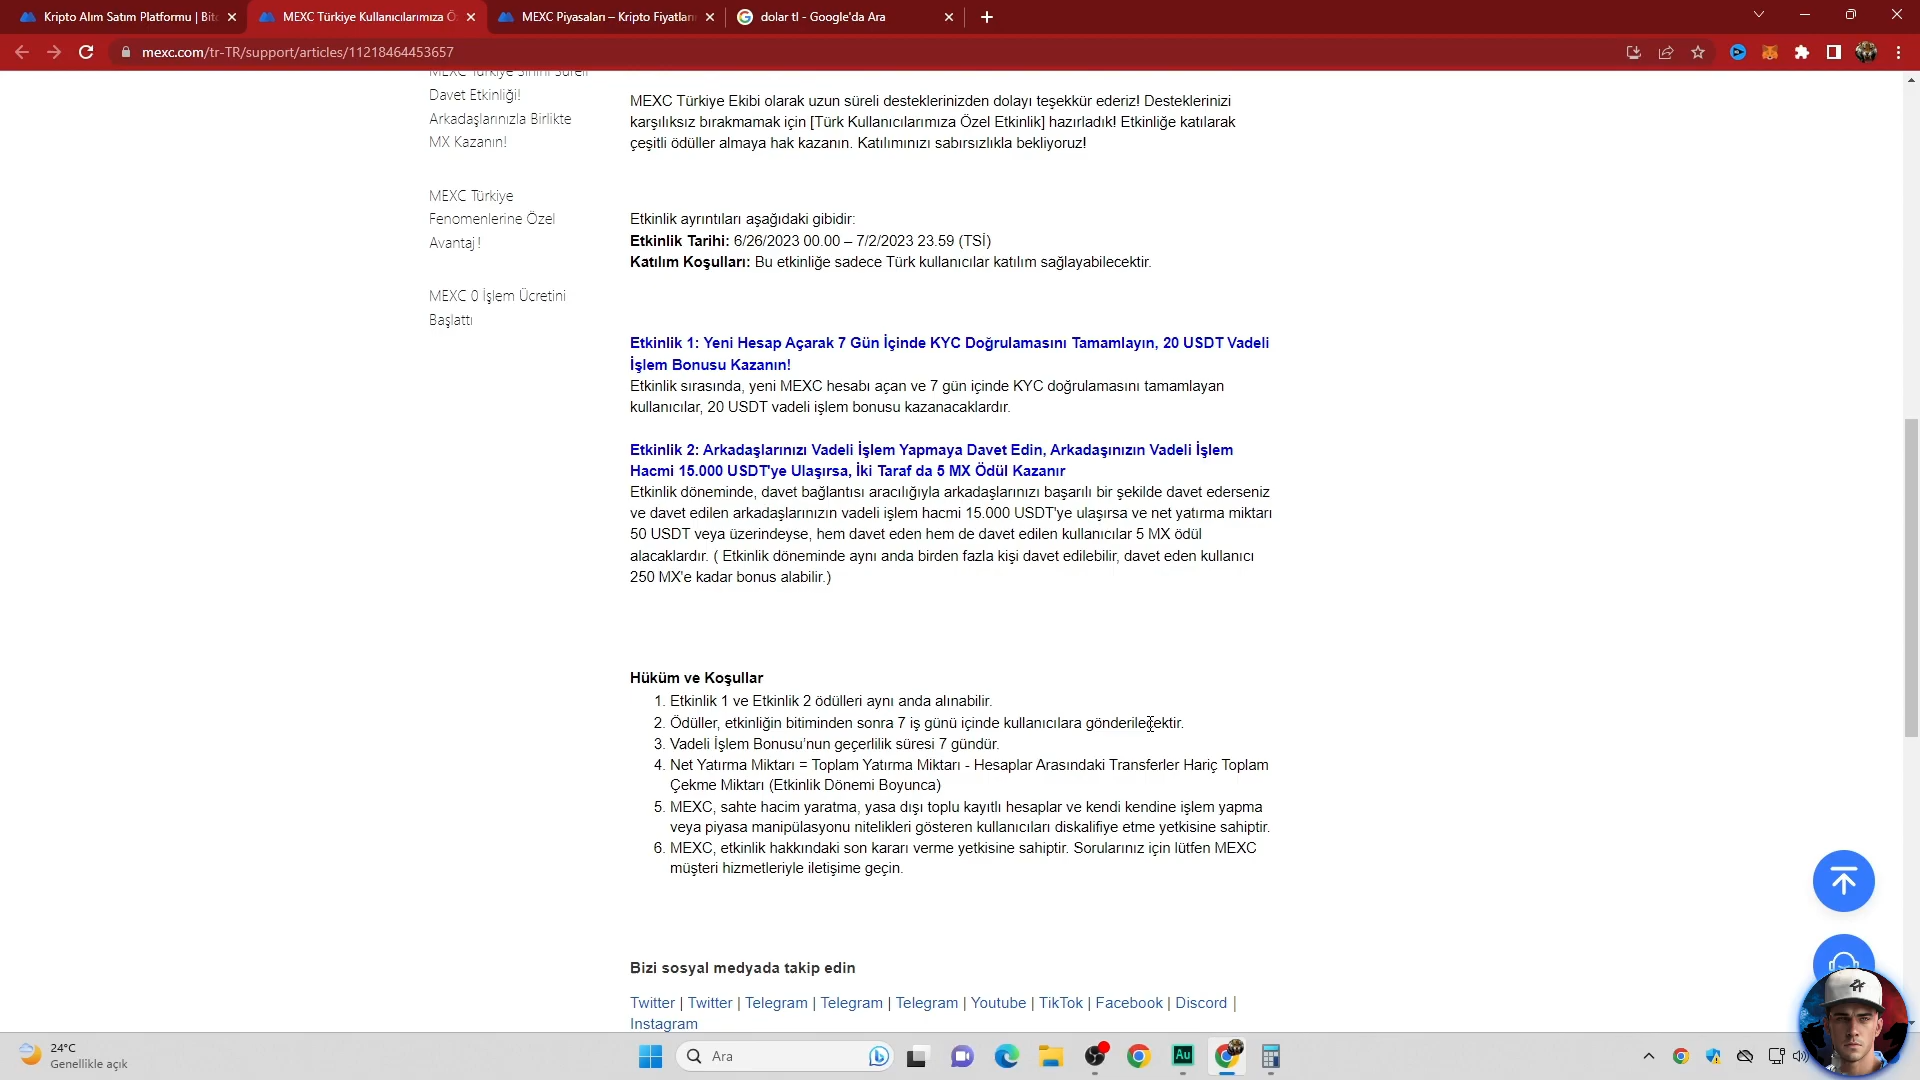 Kripto Alım Satım Platformu | Bitc
MEXC Türkiye Kullanıcılarımıza Ö
MEXC Piyasaları – Kripto Fiyatları
dolar tl - Google'da Ara
mexc.com/tr-TR/support/articles/11218464453657
MEXC Türkiye Sınırlı Süreli
Davet Etkinliği!
Arkadaşlarınızla Birlikte
MX Kazanın!
MEXC Türkiye
Fenomenlerine Özel
Avantaj!
MEXC 0 İşlem Ücretini
Başlattı
MEXC Türkiye Ekibi olarak uzun süreli desteklerinizden dolayı teşekkür ederiz! Desteklerinizi
karşılıksız bırakmamak için [Türk Kullanıcılarımıza Özel Etkinlik] hazırladık! Etkinliğe katılarak
çeşitli ödüller almaya hak kazanın. Katılımınızı sabırsızlıkla bekliyoruz!
Etkinlik ayrıntıları aşağıdaki gibidir:
Etkinlik Tarihi: 6/26/2023 00.00 – 7/2/2023 23.59 (TSİ)
Katılım Koşulları: Bu etkinliğe sadece Türk kullanıcılar katılım sağlayabilecektir.
Etkinlik 1: Yeni Hesap Açarak 7 Gün İçinde KYC Doğrulamasını Tamamlayın, 20 USDT Vadeli
İşlem Bonusu Kazanın!
Etkinlik sırasında, yeni MEXC hesabı açan ve 7 gün içinde KYC doğrulamasını tamamlayan
kullanıcılar, 20 USDT vadeli işlem bonusu kazanacaklardır.
Etkinlik 2: Arkadaşlarınızı Vadeli İşlem Yapmaya Davet Edin, Arkadaşınızın Vadeli İşlem
Hacmi 15.000 USDT'ye Ulaşırsa, İki Taraf da 5 MX Ödül Kazanır
Etkinlik döneminde, davet bağlantısı aracılığıyla arkadaşlarınızı başarılı bir şekilde davet ederseniz
ve davet edilen arkadaşlarınızın vadeli işlem hacmi 15.000 USDT'ye ulaşırsa ve net yatırma miktarı
50 USDT veya üzerindeyse, hem davet eden hem de davet edilen kullanıcılar 5 MX ödül
alacaklardır. ( Etkinlik döneminde aynı anda birden fazla kişi davet edilebilir, davet eden kullanıcı
250 MX'e kadar bonus alabilir.)
Hüküm ve Koşullar
1. Etkinlik 1 ve Etkinlik 2 ödülleri aynı anda alınabilir.
2. Ödüller, etkinliğin bitiminden sonra 7 iş günü içinde kullanıcılara gönderilecektir.
3. Vadeli İşlem Bonusu'nun geçerlilik süresi 7 gündür.
4. Net Yatırma Miktarı = Toplam Yatırma Miktarı - Hesaplar Arasındaki Transferler Hariç Toplam
Çekme Miktarı (Etkinlik Dönemi Boyunca)
5. MEXC, sahte hacim yaratma, yasa dışı toplu kayıtlı hesaplar ve kendi kendine işlem yapma
veya piyasa manipülasyonu nitelikleri gösteren kullanıcıları diskalifiye etme yetkisine sahiptir.
6. MEXC, etkinlik hakkındaki son kararı verme yetkisine sahiptir. Sorularınız için lütfen MEXC
müşteri hizmetleriyle iletişime geçin.
Bizi sosyal medyada takip edin
Twitter | Twitter | Telegram | Telegram | Telegram | Youtube | TikTok | Facebook | Discord |
Instagram
24°C
Genellikle açık
Ara
Au